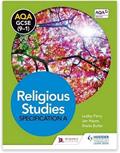 AQA
GCSE
(9-1)
Religious
Studies
SPECIFICATION A
Lesley Parry
Jan Hayes
Sheila Butler